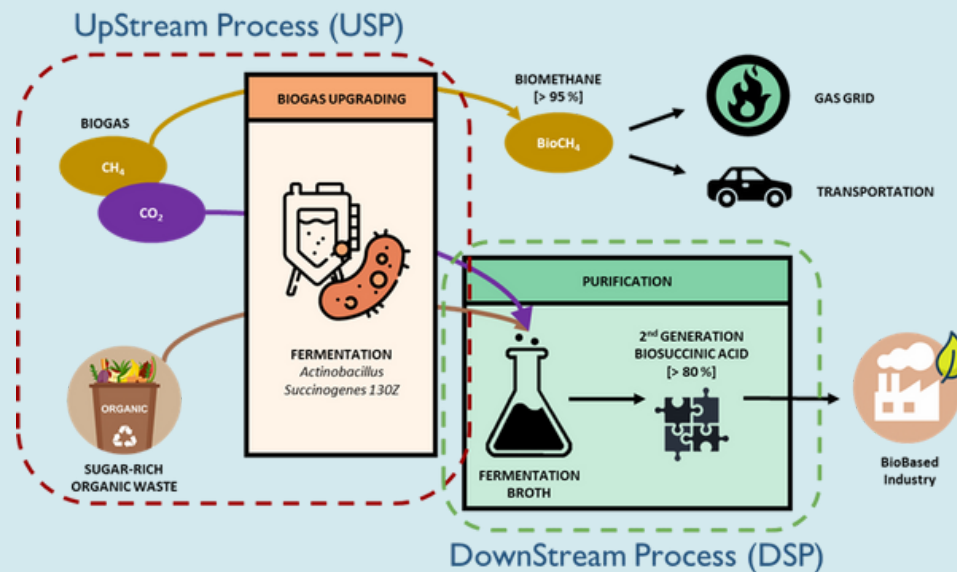 UpStream Process (USP)
BIOGAS UPGRADING
BIOMETHANE
[> 95 %]
BioCH₄
GAS GRID
TRANSPORTATION
BIOGAS
CH₄
CO₂
FERMENTATION
Actinobacillus
Succinogenes 130Z
ORGANIC
SUGAR-RICH
ORGANIC WASTE
PURIFICATION
2nd GENERATION
BIOSUCCINIC ACID
[> 80 %]
FERMENTATION
BROTH
BioBased
Industry
DownStream Process (DSP)